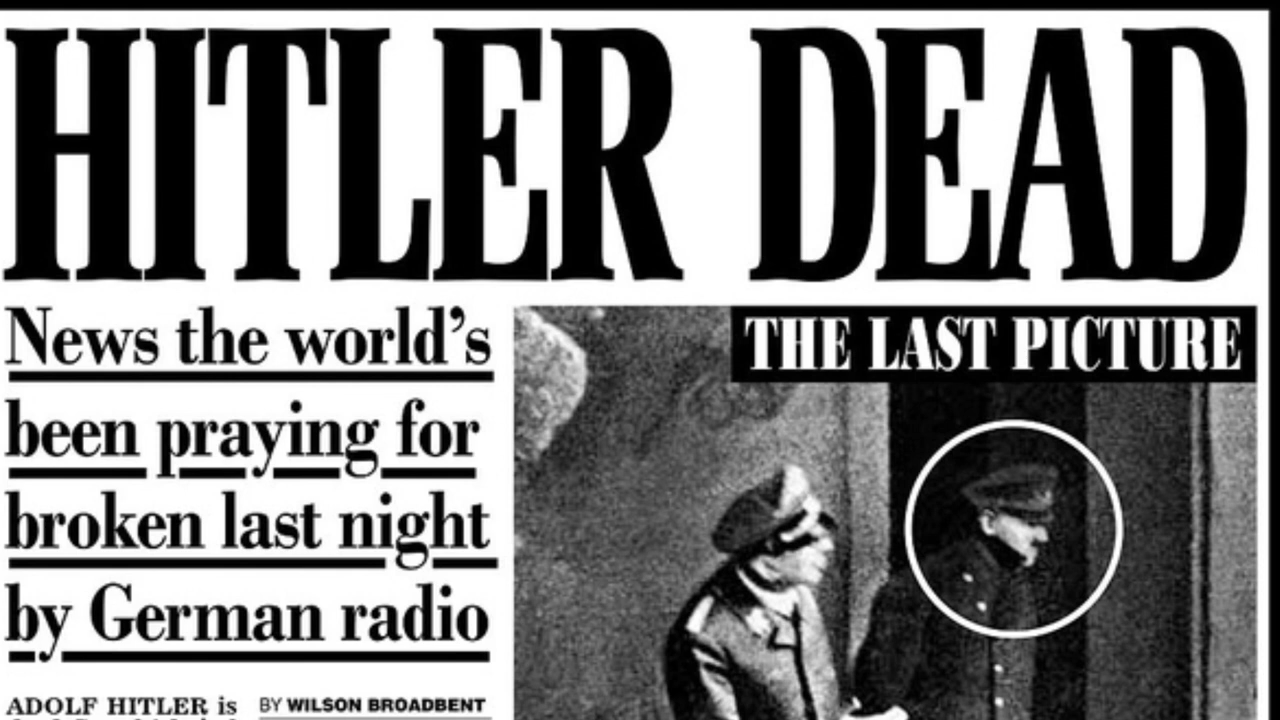 HITLER DEAD
News the world's
been praying for
broken last night
by German radio
THE LAST PICTURE
ADOLF HITLER is
BY WILSON BROADBENT